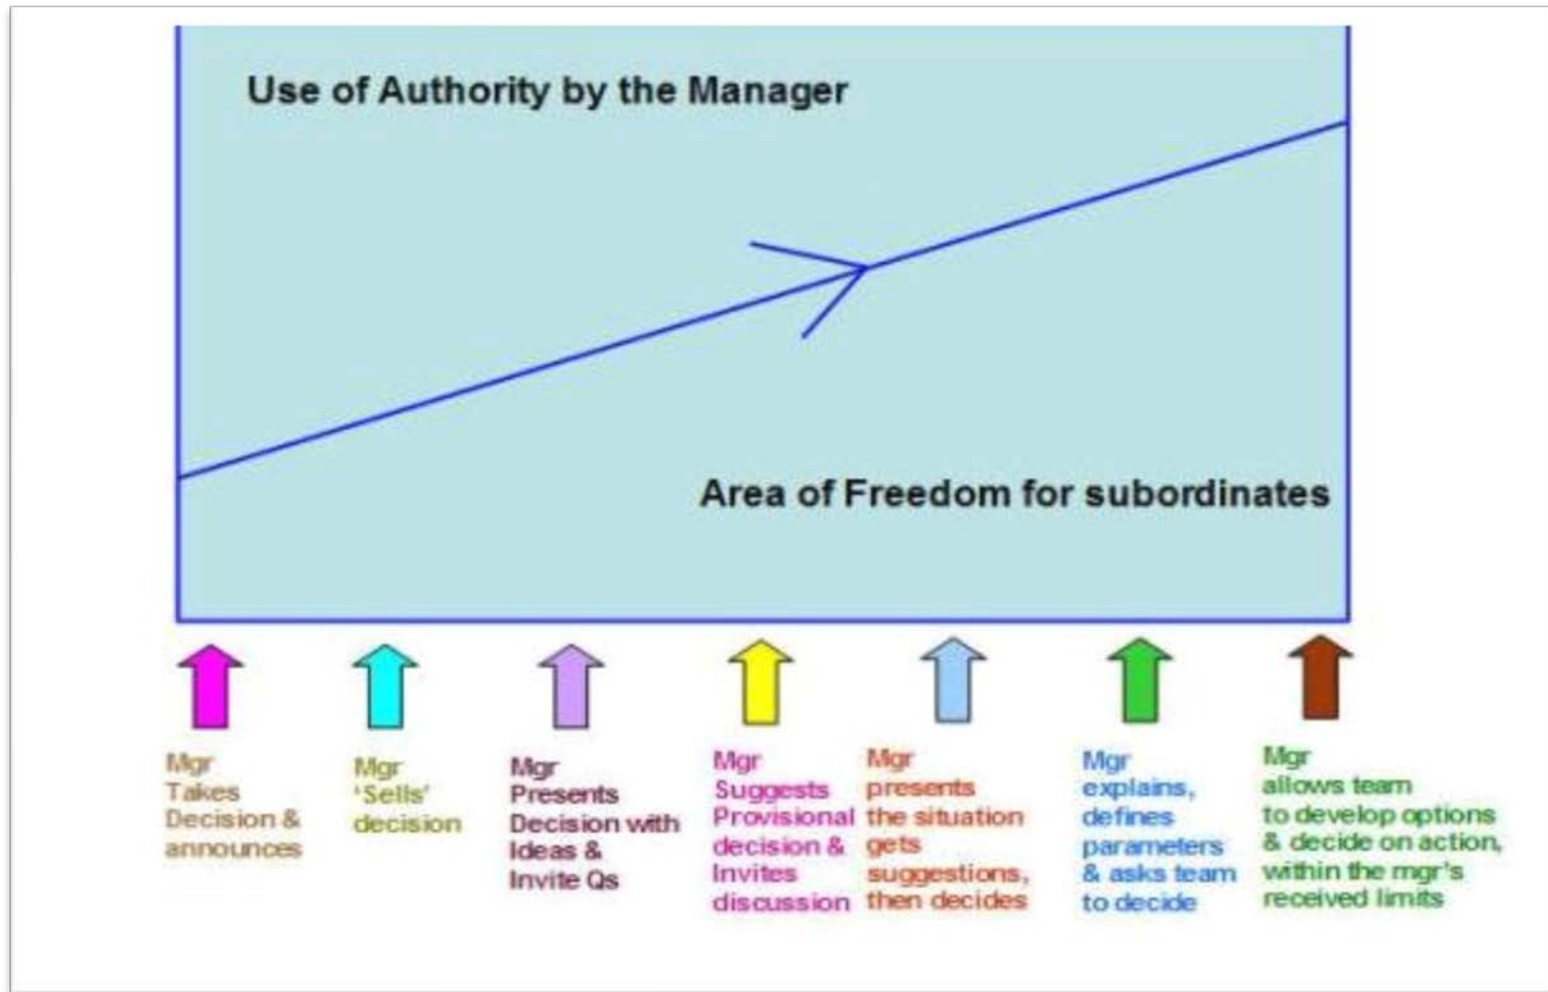 Use of Authority by the Manager
Area of Freedom for subordinates
Mgr
Takes
Decision &
announces
Mgr
‘Sells’
decision
Mgr
Presents
Decision with
Ideas &
Invite Qs
Mgr
Suggests
Provisional
decision &
Invites
discussion
Mgr
presents
the situation
gets
suggestions,
then decides
Mgr
explains,
defines
parameters
& asks team
to decide
Mgr
allows team
to develop options
& decide on action,
within the mgr's
received limits